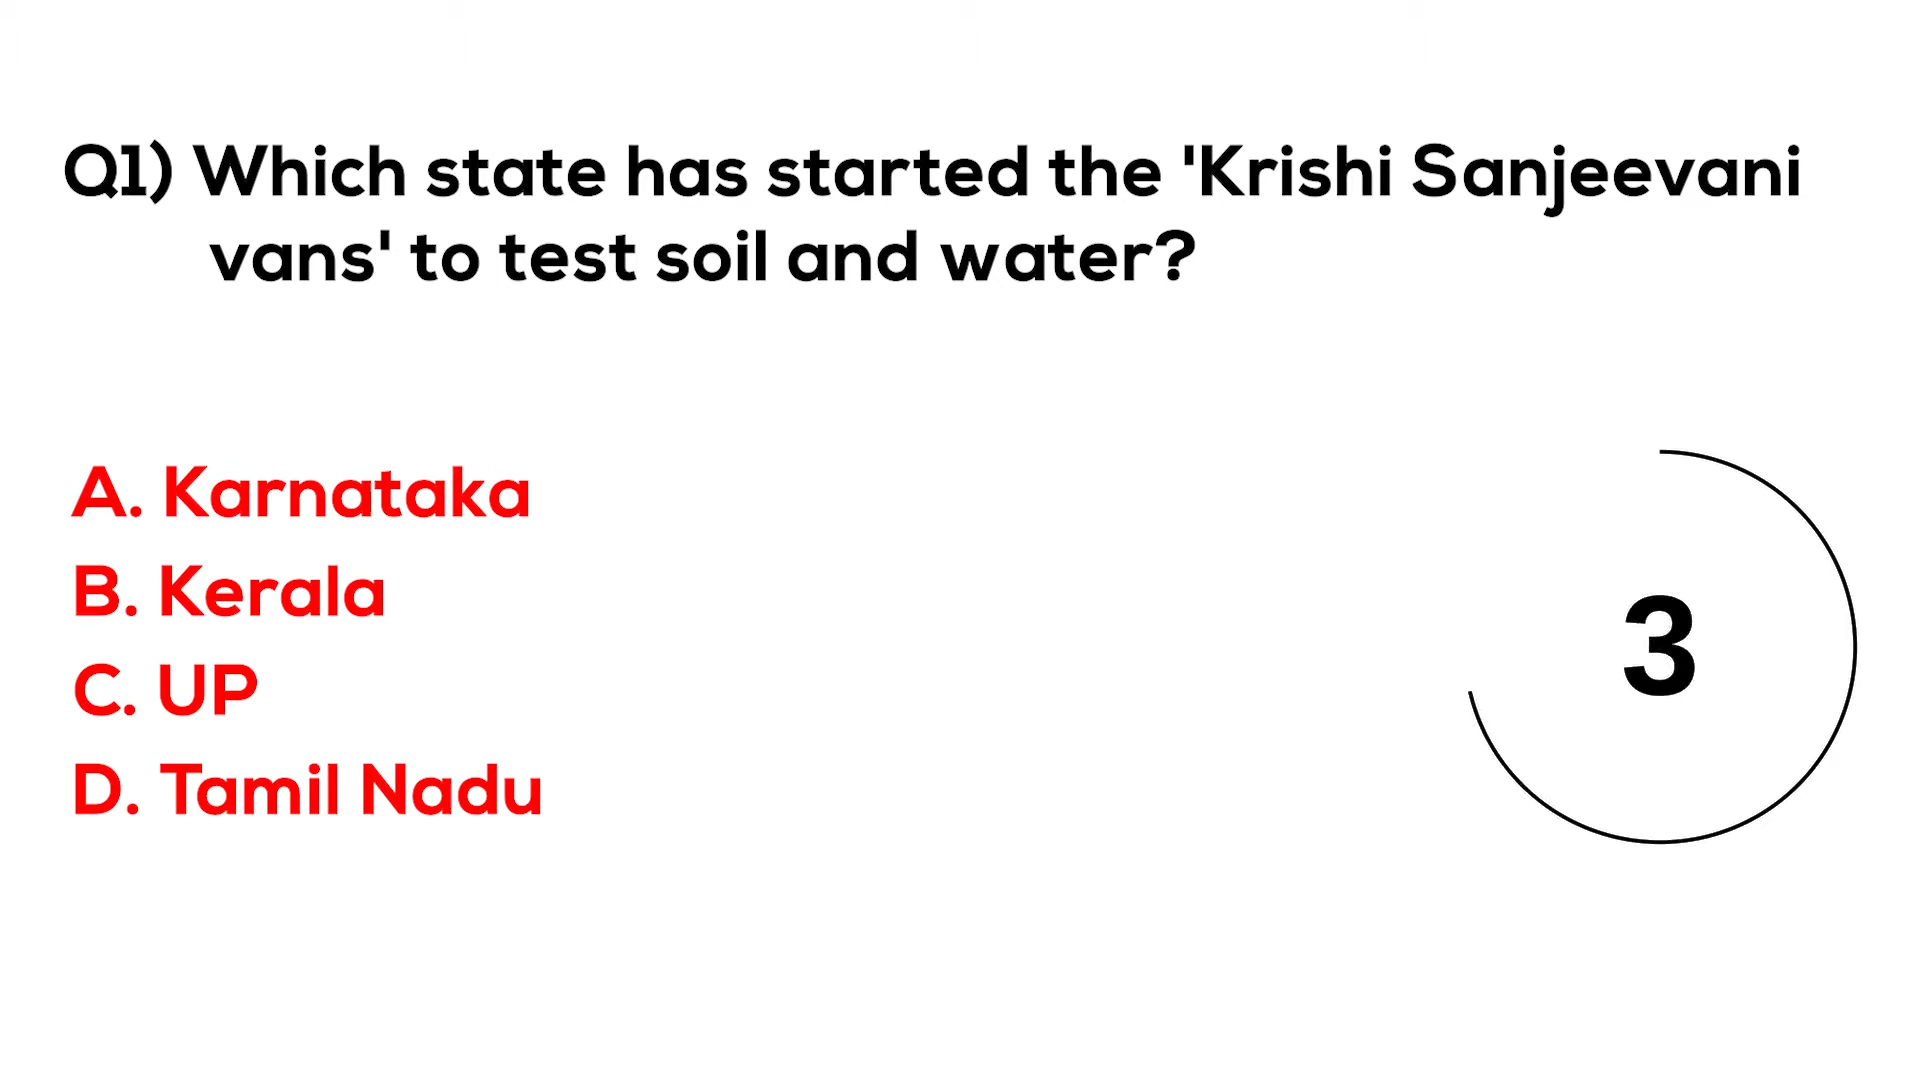 Q1) Which state has started the 'Krishi Sanjeevani
vans' to test soil and water?
A. Karnataka
B. Kerala
C. UP
D. Tamil Nadu
3